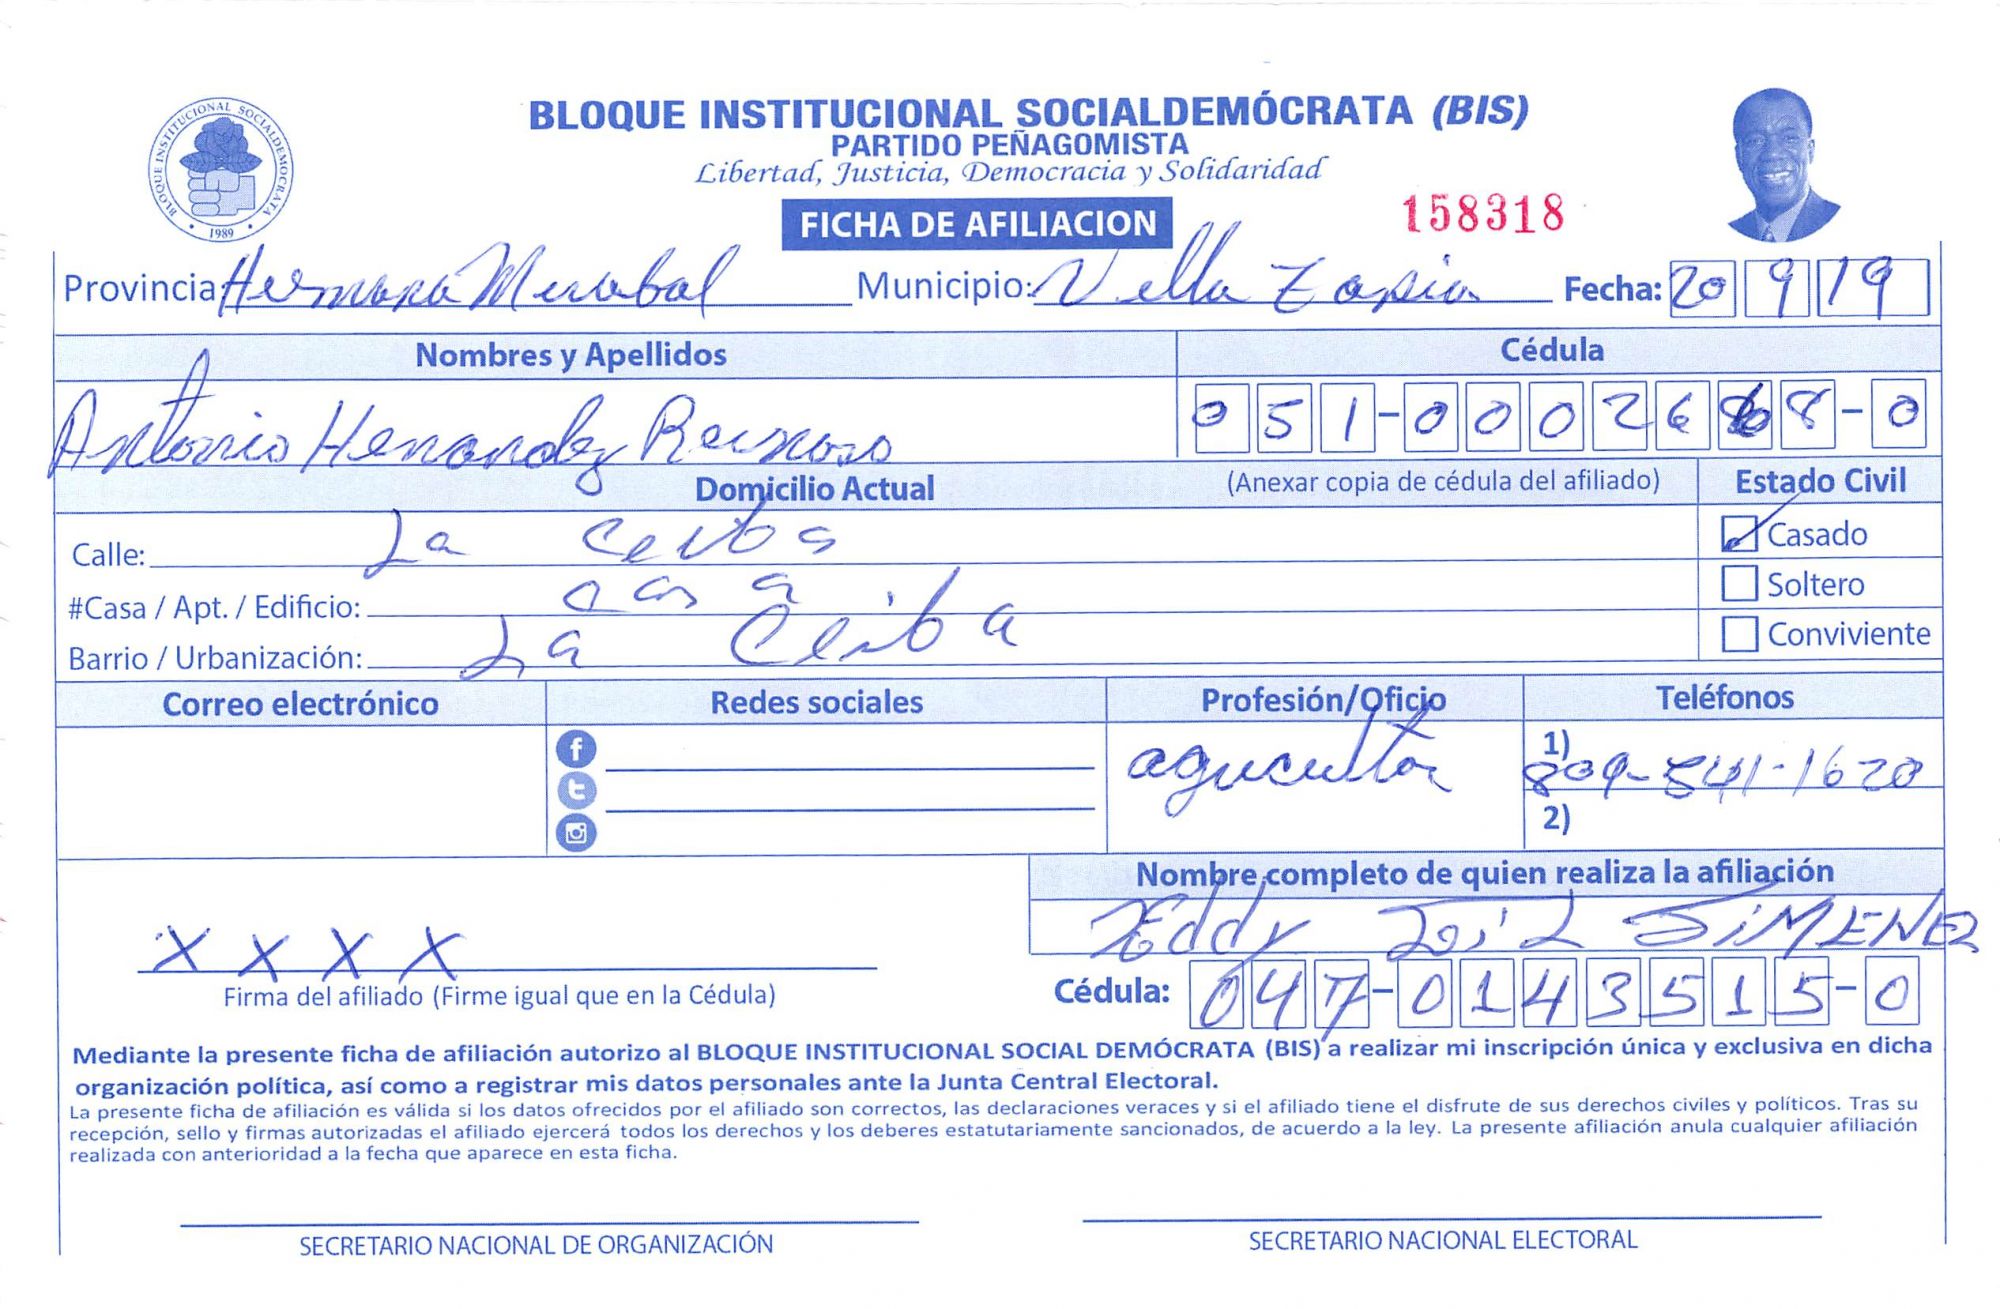 BLOQUE INSTITUCIONAL SOCIALDEMÓCRATA (BIS)
PARTIDO PEÑAGOMISTA
Libertad, Justicia, Democracia y Solidaridad
BLOQUE INSTITUCIONAL SOCIALDEMOCRATA
1989
FICHA DE AFILIACION
158318
Provincia: Hermana Mirabal Municipio: Villa Tapia Fecha: 20 9 19
Nombres y Apellidos Cédula
Antonio Henandez Reinoso 051-0002668-0
Domicilio Actual (Anexar copia de cédula del afiliado) Estado Civil
Calle: La Ceiba Casado
#Casa / Apt. / Edificio: casa Soltero
Barrio / Urbanización: La Ceiba Conviviente
Correo electrónico Redes sociales Profesión/Oficio Teléfonos
agricultor 1) 809-841-1620
2)
Nombre completo de quien realiza la afiliación
Eddy JIMENEZ
X X X X
Firma del afiliado (Firme igual que en la Cédula) Cédula: 047-0143515-0
Mediante la presente ficha de afiliación autorizo al BLOQUE INSTITUCIONAL SOCIAL DEMÓCRATA (BIS) a realizar mi inscripción única y exclusiva en dicha
organización política, así como a registrar mis datos personales ante la Junta Central Electoral.
La presente ficha de afiliación es válida si los datos ofrecidos por el afiliado son correctos, las declaraciones veraces y si el afiliado tiene el disfrute de sus derechos civiles y políticos. Tras su
recepción, sello y firmas autorizadas el afiliado ejercerá todos los derechos y los deberes estatutariamente sancionados, de acuerdo a la ley. La presente afiliación anula cualquier afiliación
realizada con anterioridad a la fecha que aparece en esta ficha.
SECRETARIO NACIONAL DE ORGANIZACIÓN SECRETARIO NACIONAL ELECTORAL